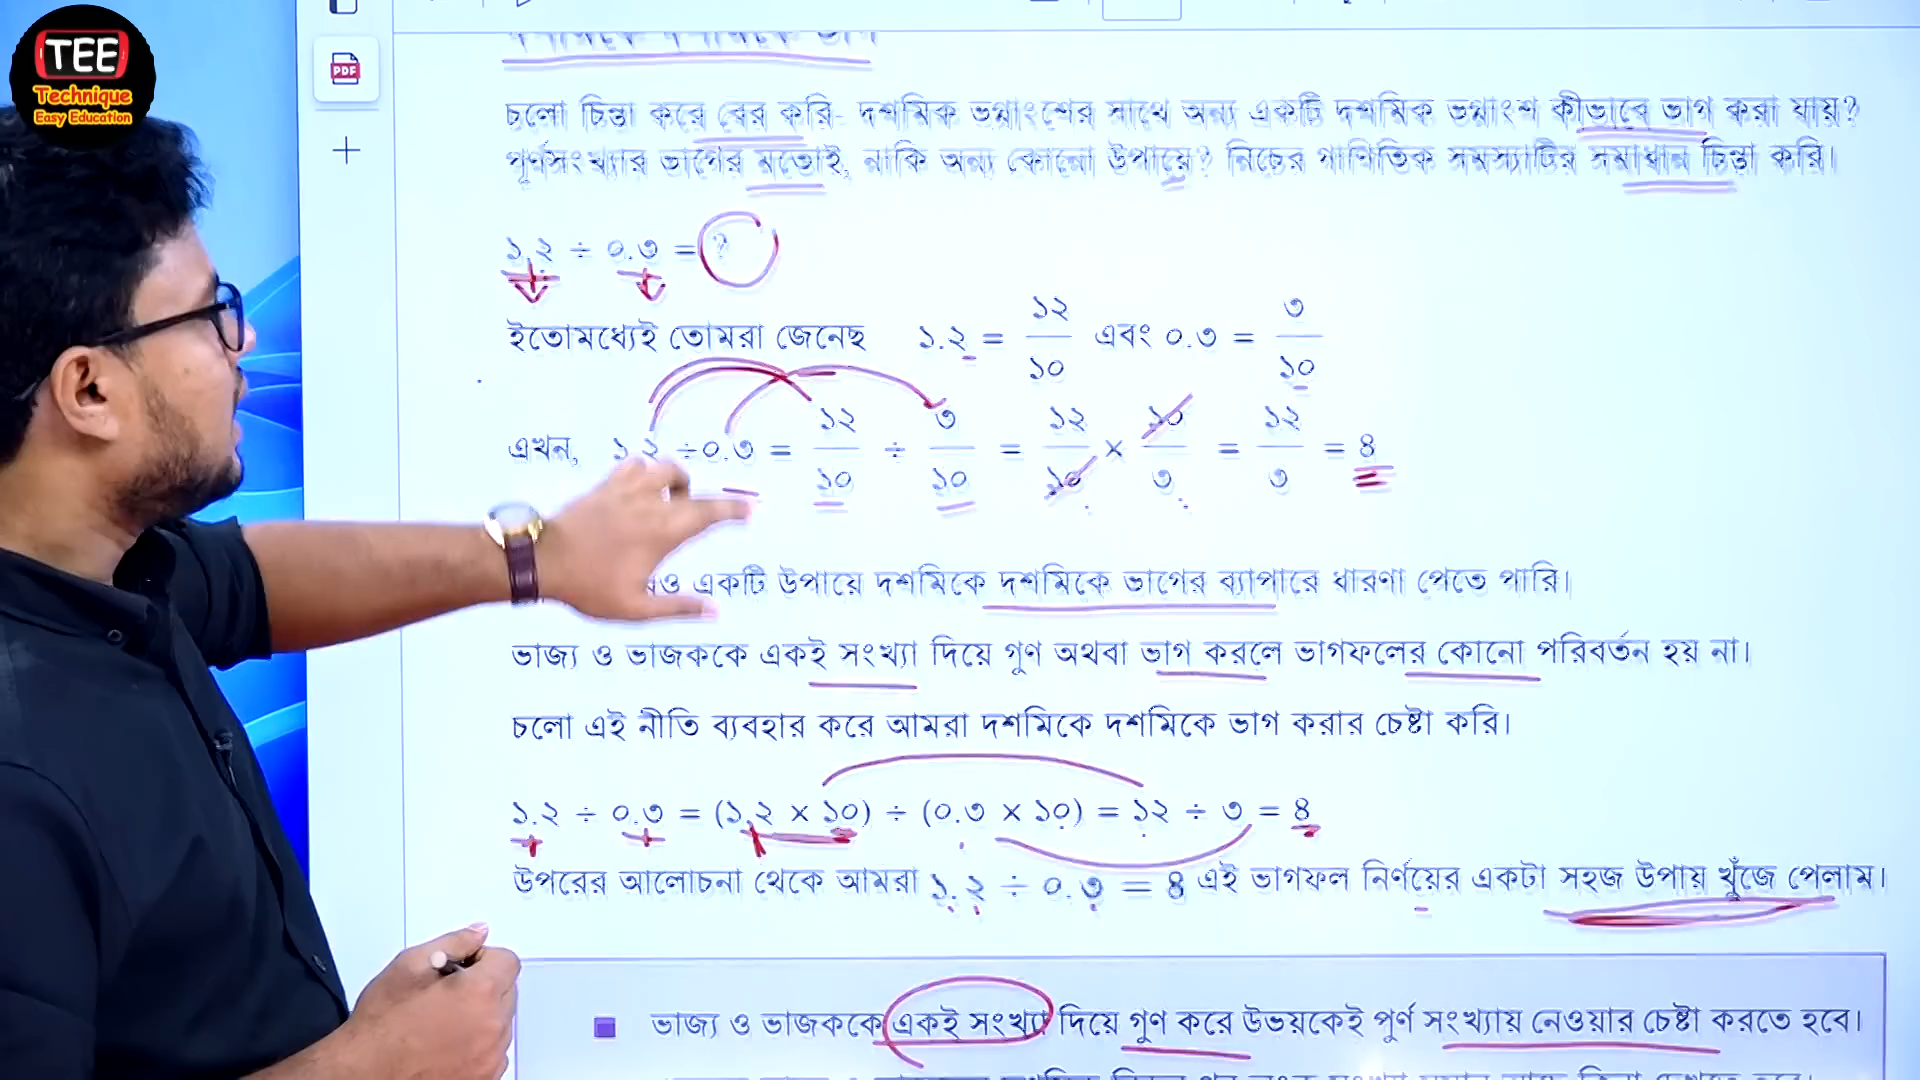 TEE
Technique
Easy Education
PDF
চলো চিন্তা করে বের করি- দশমিক ভগ্নাংশের সাথে অন্য একটি দশমিক ভগ্নাংশ কীভাবে ভাগ করা যায়?
পূর্ণসংখ্যার ভাগের মতোই, নাকি অন্য কোনো উপায়ে? নিচের গাণিতিক সমস্যাটির সমাধান চিন্তা করি।
১.২ ÷ ০.৩ = ?
ইতোমধ্যেই তোমরা জেনেছ ১.২ = ১২/১০ এবং ০.৩ = ৩/১০
এখন, ১.২ ÷০.৩ = ১২/১০ ÷ ৩/১০ = ১২/১০ × ১০/৩ = ১২/৩ = ৪
একটি উপায়ে দশমিকে দশমিকে ভাগের ব্যাপারে ধারণা পেতে পারি।
ভাজ্য ও ভাজককে একই সংখ্যা দিয়ে গুণ অথবা ভাগ করলে ভাগফলের কোনো পরিবর্তন হয় না।
চলো এই নীতি ব্যবহার করে আমরা দশমিকে দশমিকে ভাগ করার চেষ্টা করি।
১.২ ÷ ০.৩ = (১.২ × ১০) ÷ (০.৩ × ১০) = ১২ ÷ ৩ = ৪
উপরের আলোচনা থেকে আমরা ১.২ ÷ ০.৩ = ৪ এই ভাগফল নির্ণয়ের একটা সহজ উপায় খুঁজে পেলাম।
ভাজ্য ও ভাজককে একই সংখ্যা দিয়ে গুণ করে উভয়কেই পুর্ণ সংখ্যায় নেওয়ার চেষ্টা করতে হবে।